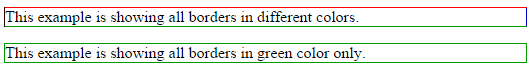 This example is showing all borders in different colors.
This example is showing all borders in green color only.